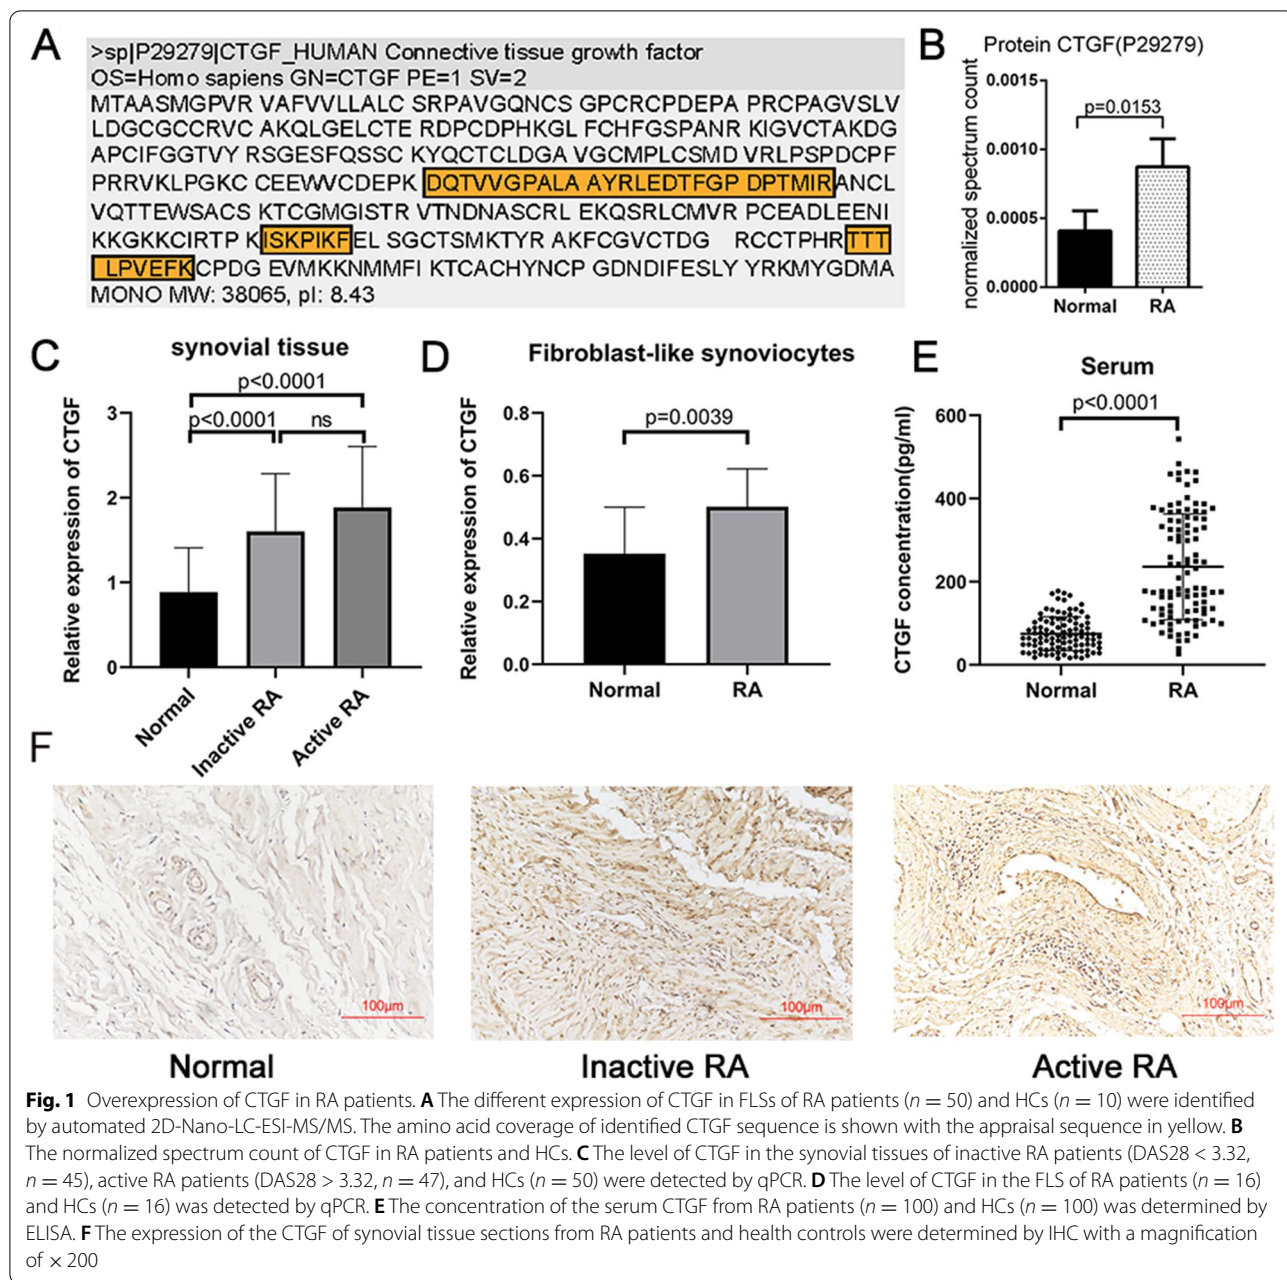 A
>sp|P29279|CTGF_HUMAN Connective tissue growth factor
OS=Homo sapiens GN=CTGF PE=1 SV=2
MTAASMGPVR VAFVVLLALC SRPAVGQNCS GPCRCPDEPA PRCPAGVSLV
LDGCGCCRVC AKQLGELCTE RDPCDPHKGL FCHFGSPANR KIGVCTAKDG
APCIFGGTVY RSGESFQSSC KYQCTCLDGA VGCMPLCSMD VRLPSPDCPF
PRRVKLPGKC CEEWVCDEPK DQTVVGPALA AYRLEDTFGP DPTMIRANCL
VQTTEWSACS KTCGMGISTR VTNDNASCRL EKQSRLCMVR PCEADLEENI
KKGKKCIRTP KISKPIKFEL SGCTSMKTYR AKFCGVCTDG RCCTPHRTTT
LPVEFKCPDG EVMKKNMMFI KTCACHYNCP GDNDIFESLY YRKMYGDMA
MONO MW: 38065, pI: 8.43
B
Protein CTGF(P29279)
normalized spectrum count
0.0015
0.0010
0.0005
0.0000
p=0.0153
Normal
RA
C
synovial tissue
Relative expression of CTGF
3
2
1
0
p<0.0001
p<0.0001
ns
Normal
Inactive RA
Active RA
D
Fibroblast-like synoviocytes
Relative expression of CTGF
0.8
0.6
0.4
0.2
0.0
p=0.0039
Normal
RA
E
Serum
CTGF concentration(pg/ml)
600
400
200
0
p<0.0001
Normal
RA
F
100μm
100μm
100μm
Normal
Inactive RA
Active RA
Fig. 1 Overexpression of CTGF in RA patients. A The different expression of CTGF in FLSs of RA patients (n = 50) and HCs (n = 10) were identified
by automated 2D-Nano-LC-ESI-MS/MS. The amino acid coverage of identified CTGF sequence is shown with the appraisal sequence in yellow. B
The normalized spectrum count of CTGF in RA patients and HCs. C The level of CTGF in the synovial tissues of inactive RA patients (DAS28 < 3.32,
n = 45), active RA patients (DAS28 > 3.32, n = 47), and HCs (n = 50) were detected by qPCR. D The level of CTGF in the FLS of RA patients (n = 16)
and HCs (n = 16) was detected by qPCR. E The concentration of the serum CTGF from RA patients (n = 100) and HCs (n = 100) was determined by
ELISA. F The expression of the CTGF of synovial tissue sections from RA patients and health controls were determined by IHC with a magnification
of × 200